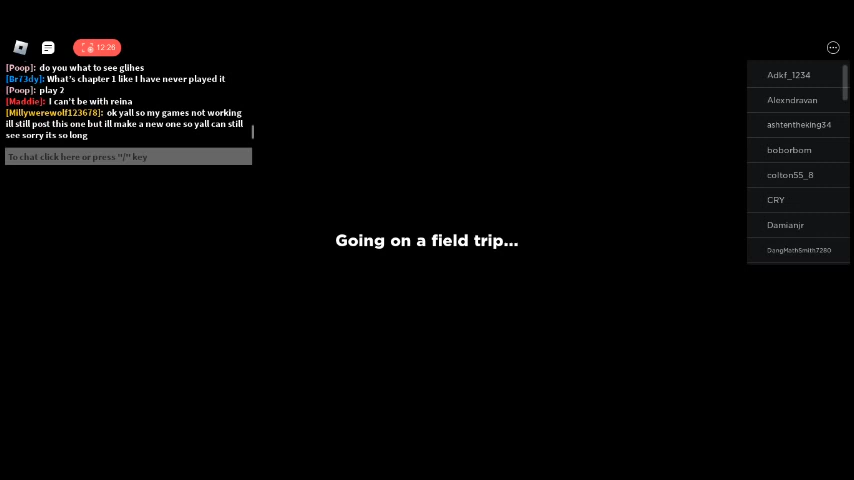 12:26
[Poop]: do you what to see glihes
[Br73dy]: What's chapter 1 like I have never played it
[Poop]: play 2
[Maddie]: I can't be with reina
[Millywerewolf123678]: ok yall so my games not working
ill still post this one but ill make a new one so yall can still
see sorry its so long
To chat click here or press "/" key
Going on a field trip...
Adkf_1234
Alexndravan
ashtentheking34
boborbom
colton55_8
CRY
Damianjr
DangMathSmith7280